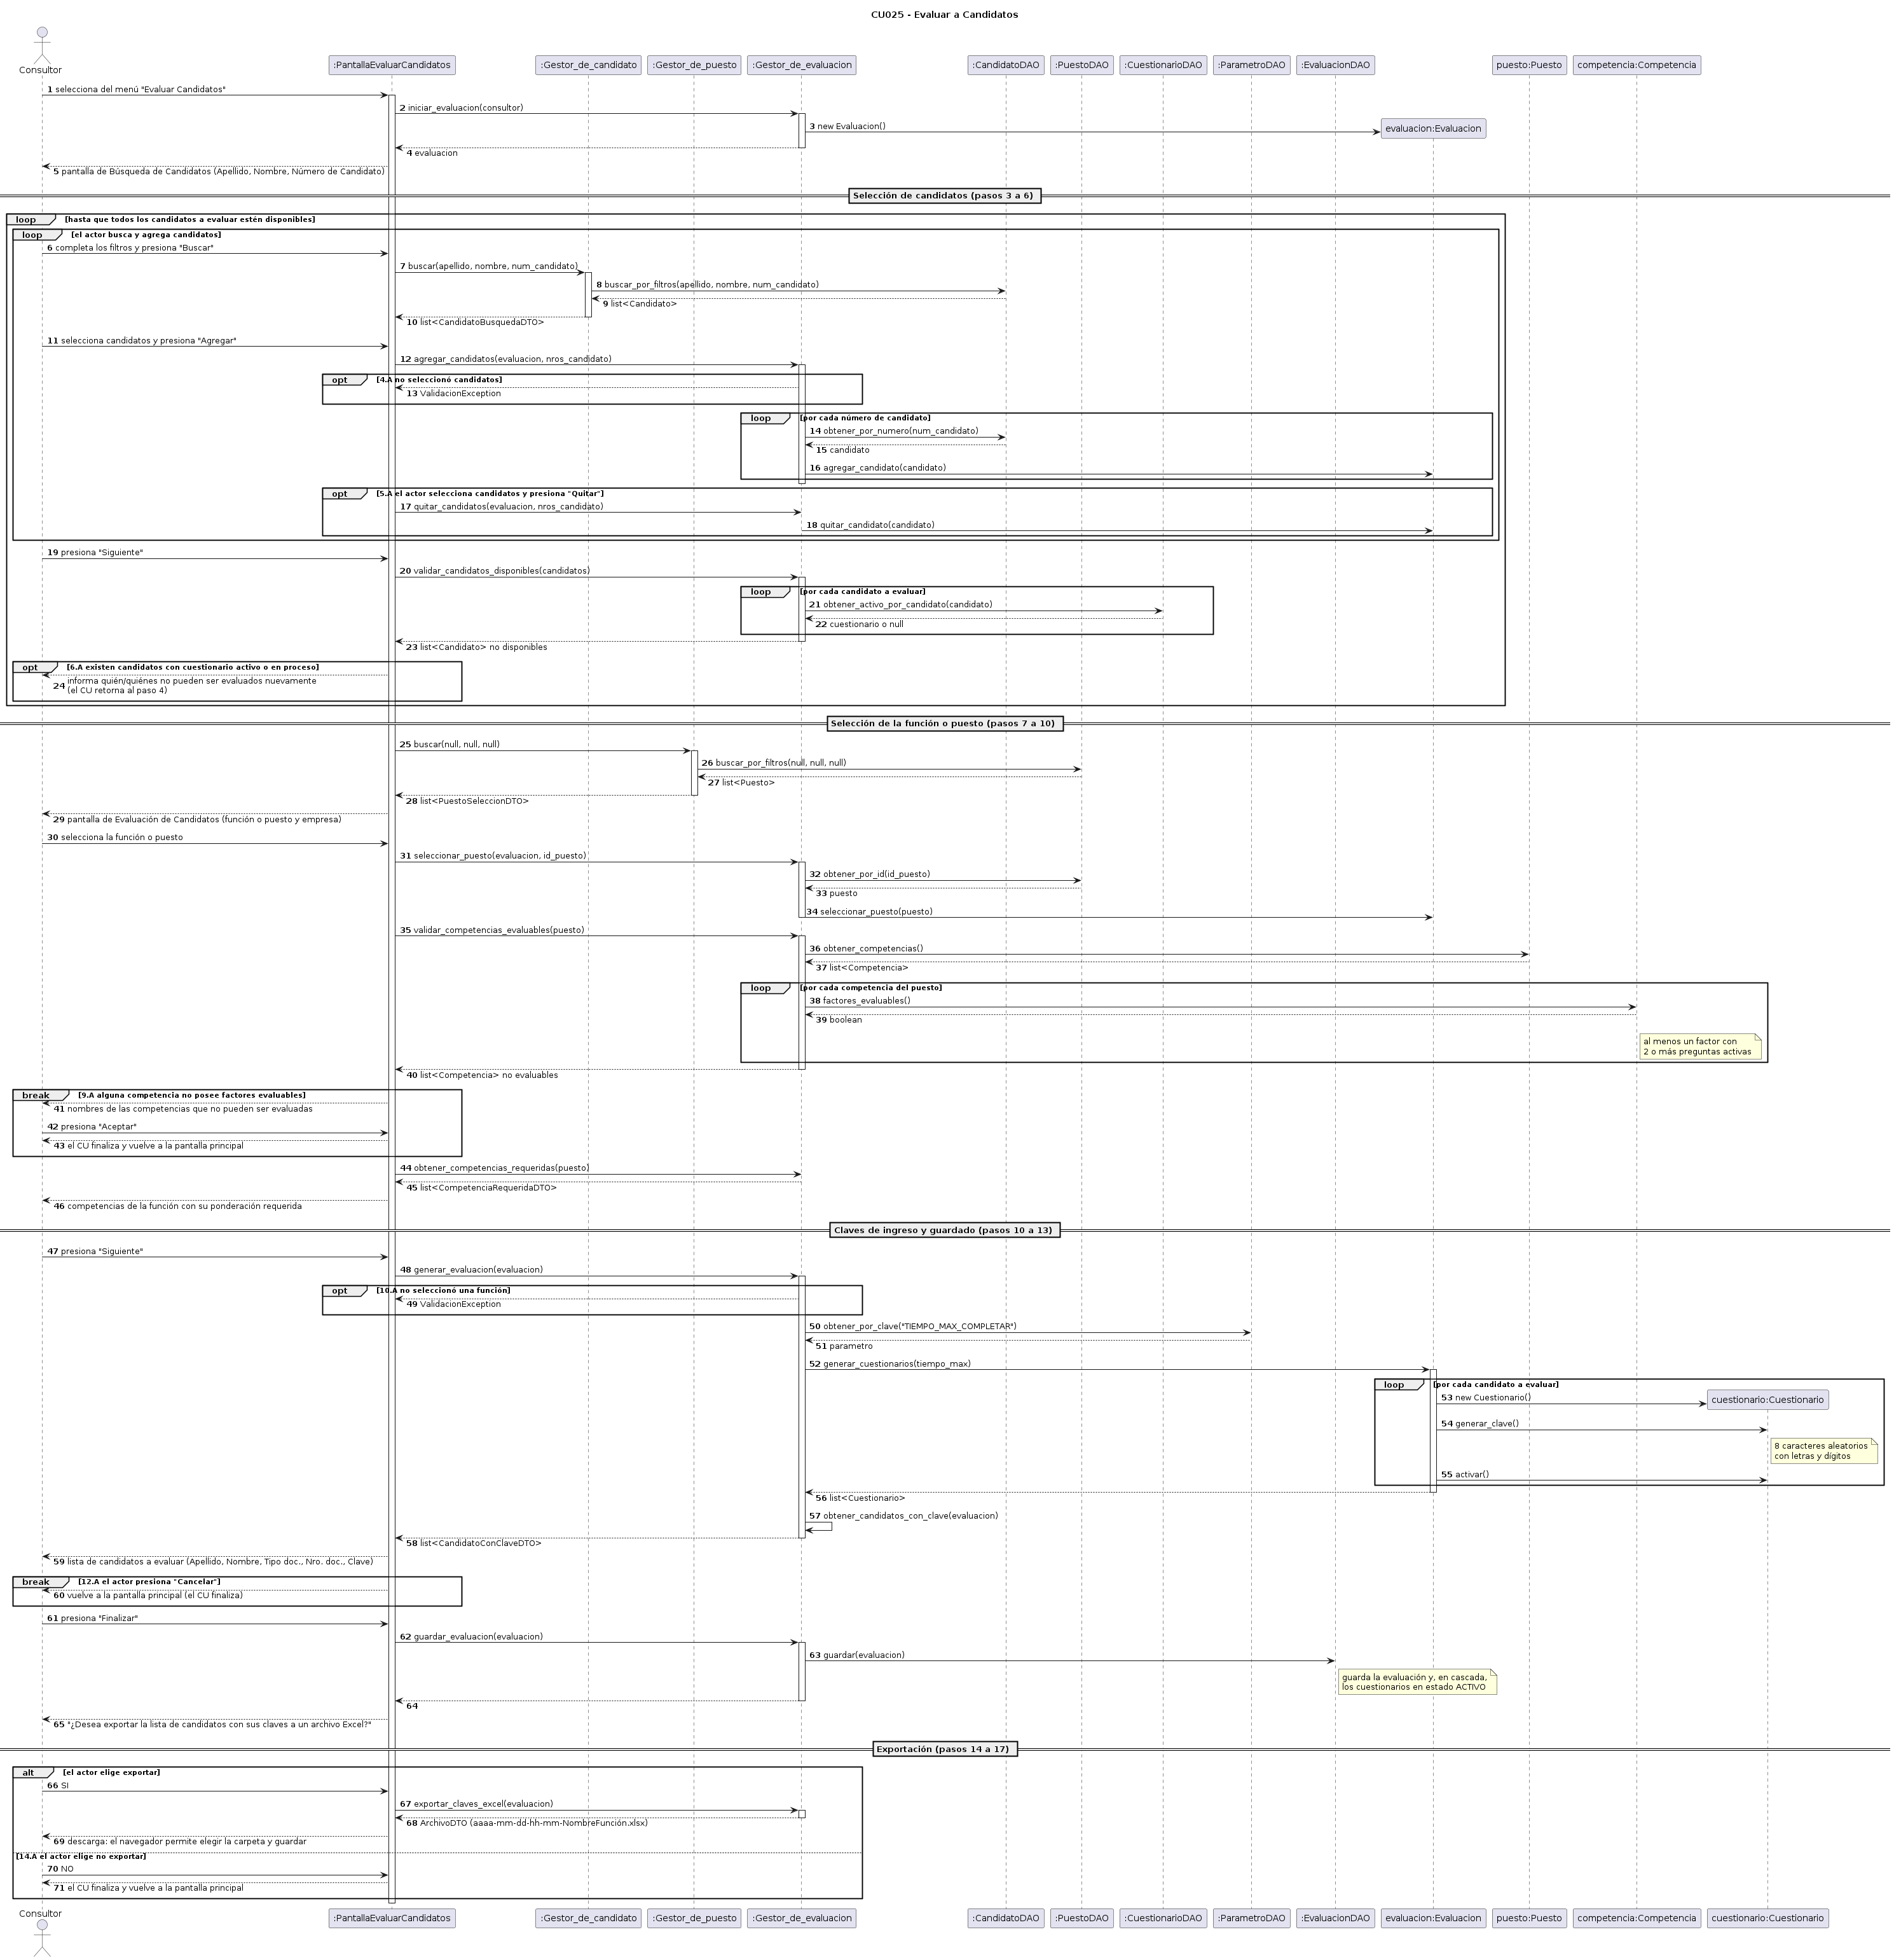 CU025 - Evaluar a Candidatos
Consultor
:PantallaEvaluarCandidatos
:Gestor_de_candidato
:Gestor_de_puesto
:Gestor_de_evaluacion
:CandidatoDAO
:PuestoDAO
:CuestionarioDAO
:ParametroDAO
:EvaluacionDAO
puesto:Puesto
competencia:Competencia
1 selecciona del menú "Evaluar Candidatos"
2 iniciar_evaluacion(consultor)
3 new Evaluacion()
evaluacion:Evaluacion
4 evaluacion
5 pantalla de Búsqueda de Candidatos (Apellido, Nombre, Número de Candidato)
Selección de candidatos (pasos 3 a 6)
loop [hasta que todos los candidatos a evaluar estén disponibles]
loop [el actor busca y agrega candidatos]
6 completa los filtros y presiona "Buscar"
7 buscar(apellido, nombre, num_candidato)
8 buscar_por_filtros(apellido, nombre, num_candidato)
9 list<Candidato>
10 list<CandidatoBusquedaDTO>
11 selecciona candidatos y presiona "Agregar"
12 agregar_candidatos(evaluacion, nros_candidato)
opt [4.A no seleccionó candidatos]
13 ValidacionException
loop [por cada número de candidato]
14 obtener_por_numero(num_candidato)
15 candidato
16 agregar_candidato(candidato)
opt [5.A el actor selecciona candidatos y presiona "Quitar"]
17 quitar_candidatos(evaluacion, nros_candidato)
18 quitar_candidato(candidato)
19 presiona "Siguiente"
20 validar_candidatos_disponibles(candidatos)
loop [por cada candidato a evaluar]
21 obtener_activo_por_candidato(candidato)
22 cuestionario o null
23 list<Candidato> no disponibles
opt [6.A existen candidatos con cuestionario activo o en proceso]
24 informa quién/quiénes no pueden ser evaluados nuevamente
(el CU retorna al paso 4)
Selección de la función o puesto (pasos 7 a 10)
25 buscar(null, null, null)
26 buscar_por_filtros(null, null, null)
27 list<Puesto>
28 list<PuestoSeleccionDTO>
29 pantalla de Evaluación de Candidatos (función o puesto y empresa)
30 selecciona la función o puesto
31 seleccionar_puesto(evaluacion, id_puesto)
32 obtener_por_id(id_puesto)
33 puesto
34 seleccionar_puesto(puesto)
35 validar_competencias_evaluables(puesto)
36 obtener_competencias()
37 list<Competencia>
loop [por cada competencia del puesto]
38 factores_evaluables()
39 boolean
al menos un factor con
2 o más preguntas activas
40 list<Competencia> no evaluables
break [9.A alguna competencia no posee factores evaluables]
41 nombres de las competencias que no pueden ser evaluadas
42 presiona "Aceptar"
43 el CU finaliza y vuelve a la pantalla principal
44 obtener_competencias_requeridas(puesto)
45 list<CompetenciaRequeridaDTO>
46 competencias de la función con su ponderación requerida
Claves de ingreso y guardado (pasos 10 a 13)
47 presiona "Siguiente"
48 generar_evaluacion(evaluacion)
opt [10.A no seleccionó una función]
49 ValidacionException
50 obtener_por_clave("TIEMPO_MAX_COMPLETAR")
51 parametro
52 generar_cuestionarios(tiempo_max)
loop [por cada candidato a evaluar]
53 new Cuestionario()
cuestionario:Cuestionario
54 generar_clave()
8 caracteres aleatorios
con letras y dígitos
55 activar()
56 list<Cuestionario>
57 obtener_candidatos_con_clave(evaluacion)
58 list<CandidatoConClaveDTO>
59 lista de candidatos a evaluar (Apellido, Nombre, Tipo doc., Nro. doc., Clave)
break [12.A el actor presiona "Cancelar"]
60 vuelve a la pantalla principal (el CU finaliza)
61 presiona "Finalizar"
62 guardar_evaluacion(evaluacion)
63 guardar(evaluacion)
guarda la evaluación y, en cascada,
los cuestionarios en estado ACTIVO
64
65 "¿Desea exportar la lista de candidatos con sus claves a un archivo Excel?"
Exportación (pasos 14 a 17)
alt [el actor elige exportar]
66 SI
67 exportar_claves_excel(evaluacion)
68 ArchivoDTO (aaaa-mm-dd-hh-mm-NombreFunción.xlsx)
69 descarga: el navegador permite elegir la carpeta y guardar
[14.A el actor elige no exportar]
70 NO
71 el CU finaliza y vuelve a la pantalla principal
Consultor
:PantallaEvaluarCandidatos
:Gestor_de_candidato
:Gestor_de_puesto
:Gestor_de_evaluacion
:CandidatoDAO
:PuestoDAO
:CuestionarioDAO
:ParametroDAO
:EvaluacionDAO
evaluacion:Evaluacion
puesto:Puesto
competencia:Competencia
cuestionario:Cuestionario